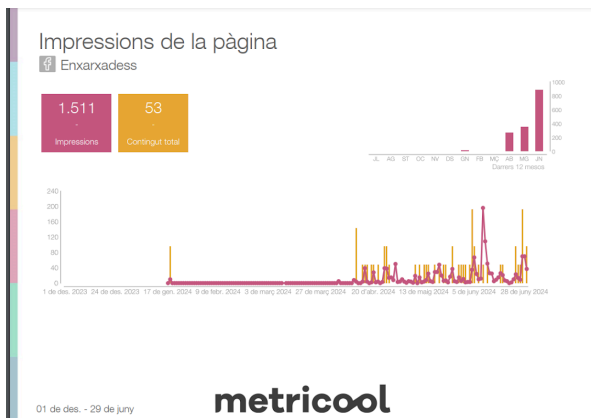 Impressions de la pàgina
Enxarxadess
1.511
-
Impressions
53
-
Contingut total
1000
800
600
400
200
0
JL AG ST OC NV DS GN FB MÇ AB MG JN
Darrers 12 mesos
240
200
160
120
80
40
0
1 de des. 2023 24 de des. 2023 17 de gen. 2024 9 de febr. 2024 3 de març 2024 27 de març 2024 20 d'abr. 2024 13 de maig 2024 5 de juny 2024 28 de juny 2024
01 de des. - 29 de juny
metricool